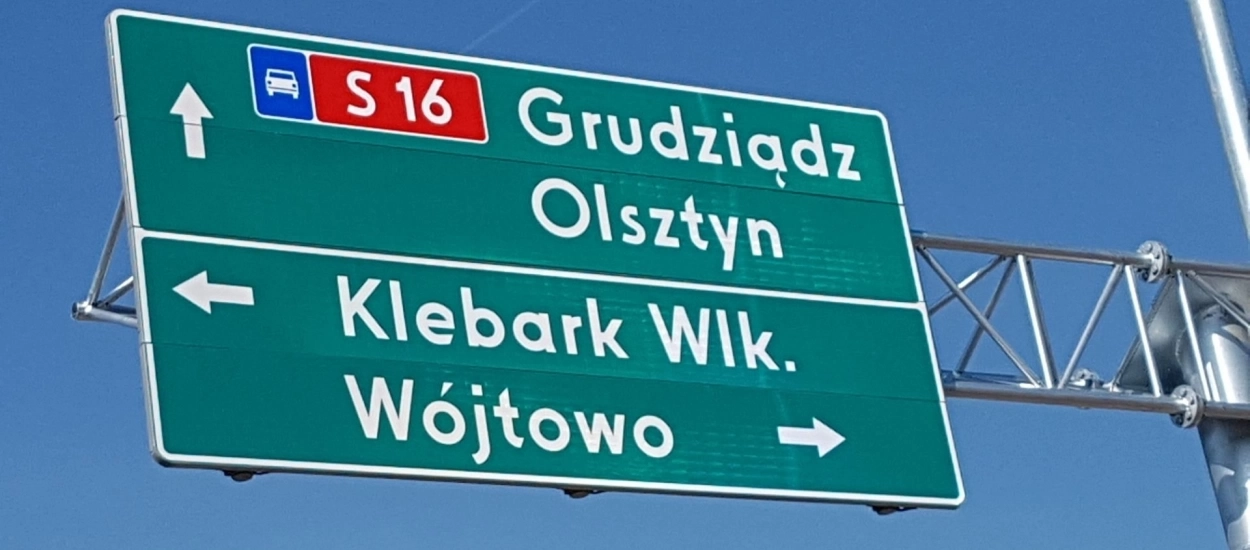 S 16 Grudziądz
Olsztyn
Klebark Wlk.
Wójtowo